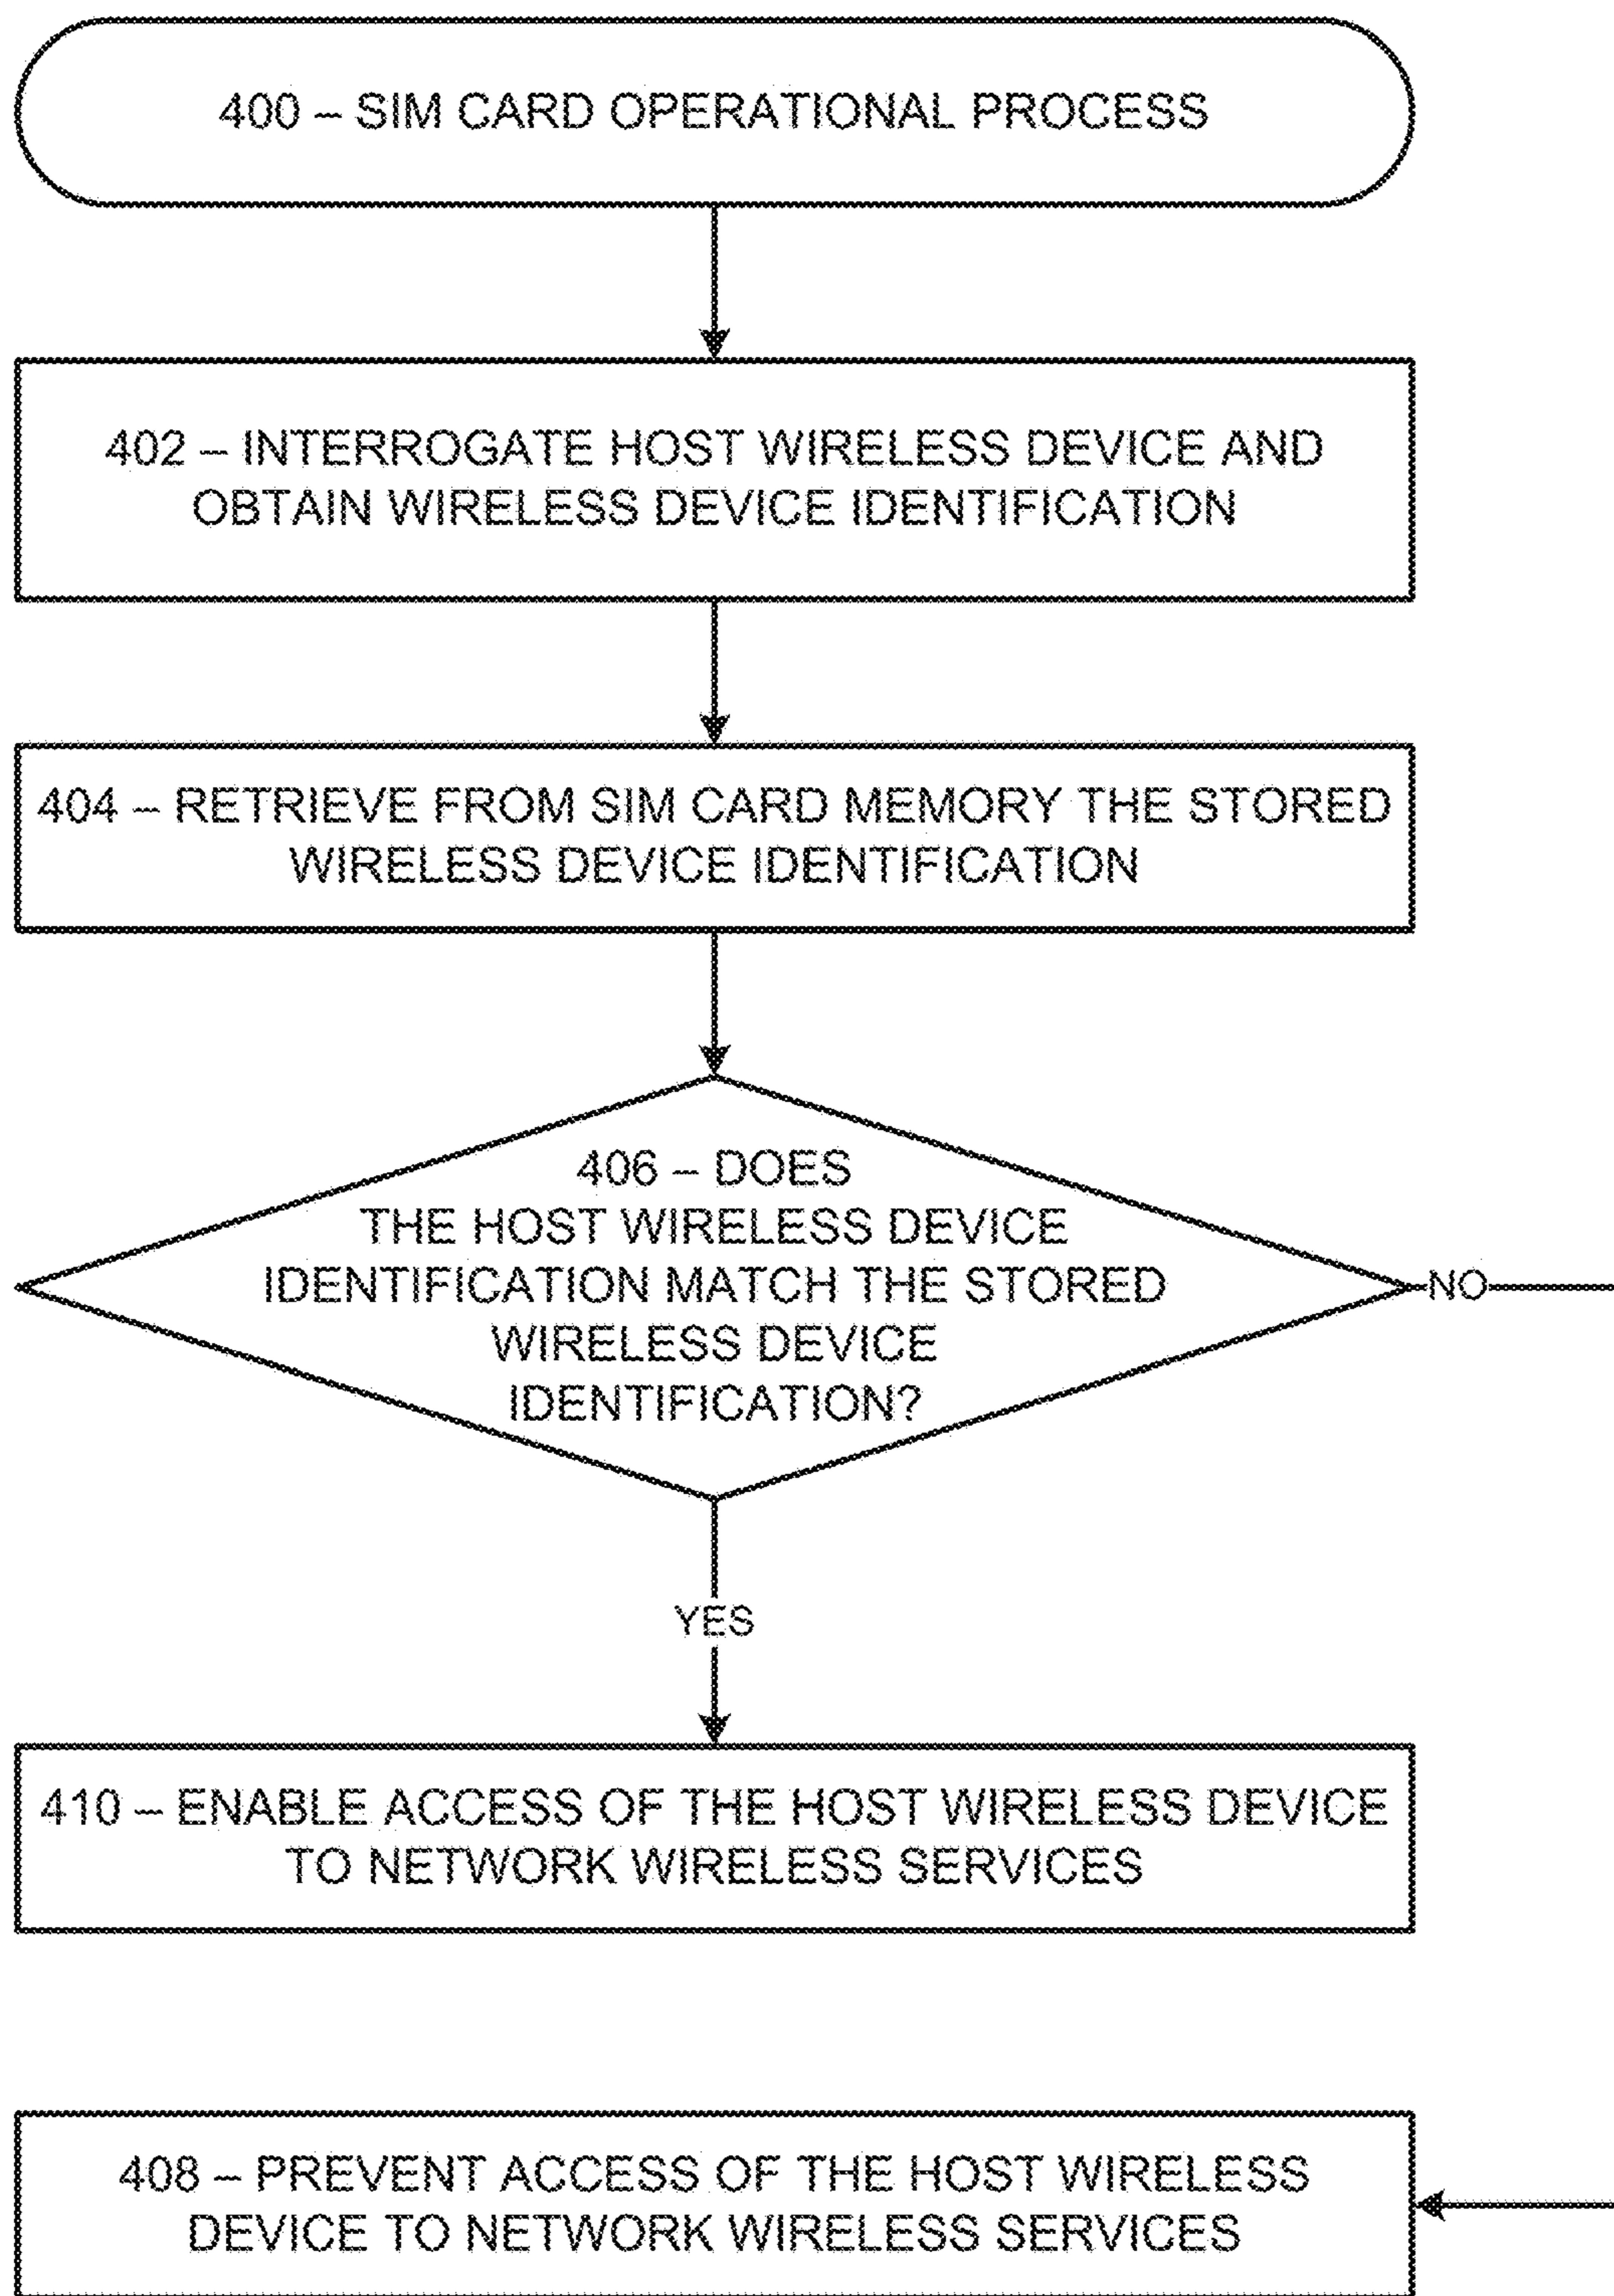 400 – SIM CARD OPERATIONAL PROCESS
402 – INTERROGATE HOST WIRELESS DEVICE AND
OBTAIN WIRELESS DEVICE IDENTIFICATION
404 – RETRIEVE FROM SIM CARD MEMORY THE STORED
WIRELESS DEVICE IDENTIFICATION
406 – DOES
THE HOST WIRELESS DEVICE
IDENTIFICATION MATCH THE STORED
WIRELESS DEVICE
IDENTIFICATION?
NO
YES
410 – ENABLE ACCESS OF THE HOST WIRELESS DEVICE
TO NETWORK WIRELESS SERVICES
408 – PREVENT ACCESS OF THE HOST WIRELESS
DEVICE TO NETWORK WIRELESS SERVICES